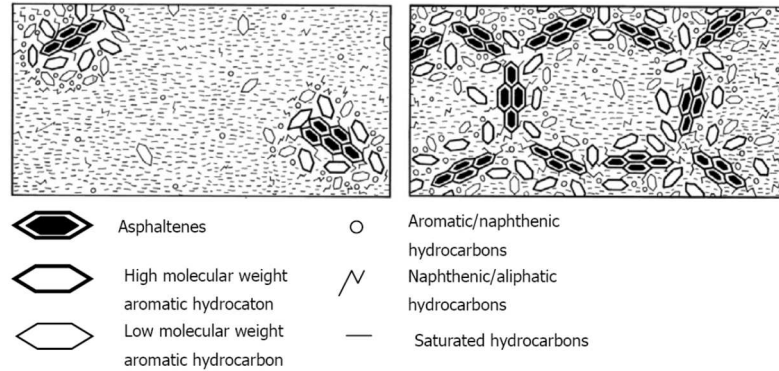 Asphaltenes
High molecular weight
aromatic hydrocaton
Low molecular weight
aromatic hydrocarbon
Aromatic/naphthenic
hydrocarbons
Naphthenic/aliphatic
hydrocarbons
Saturated hydrocarbons